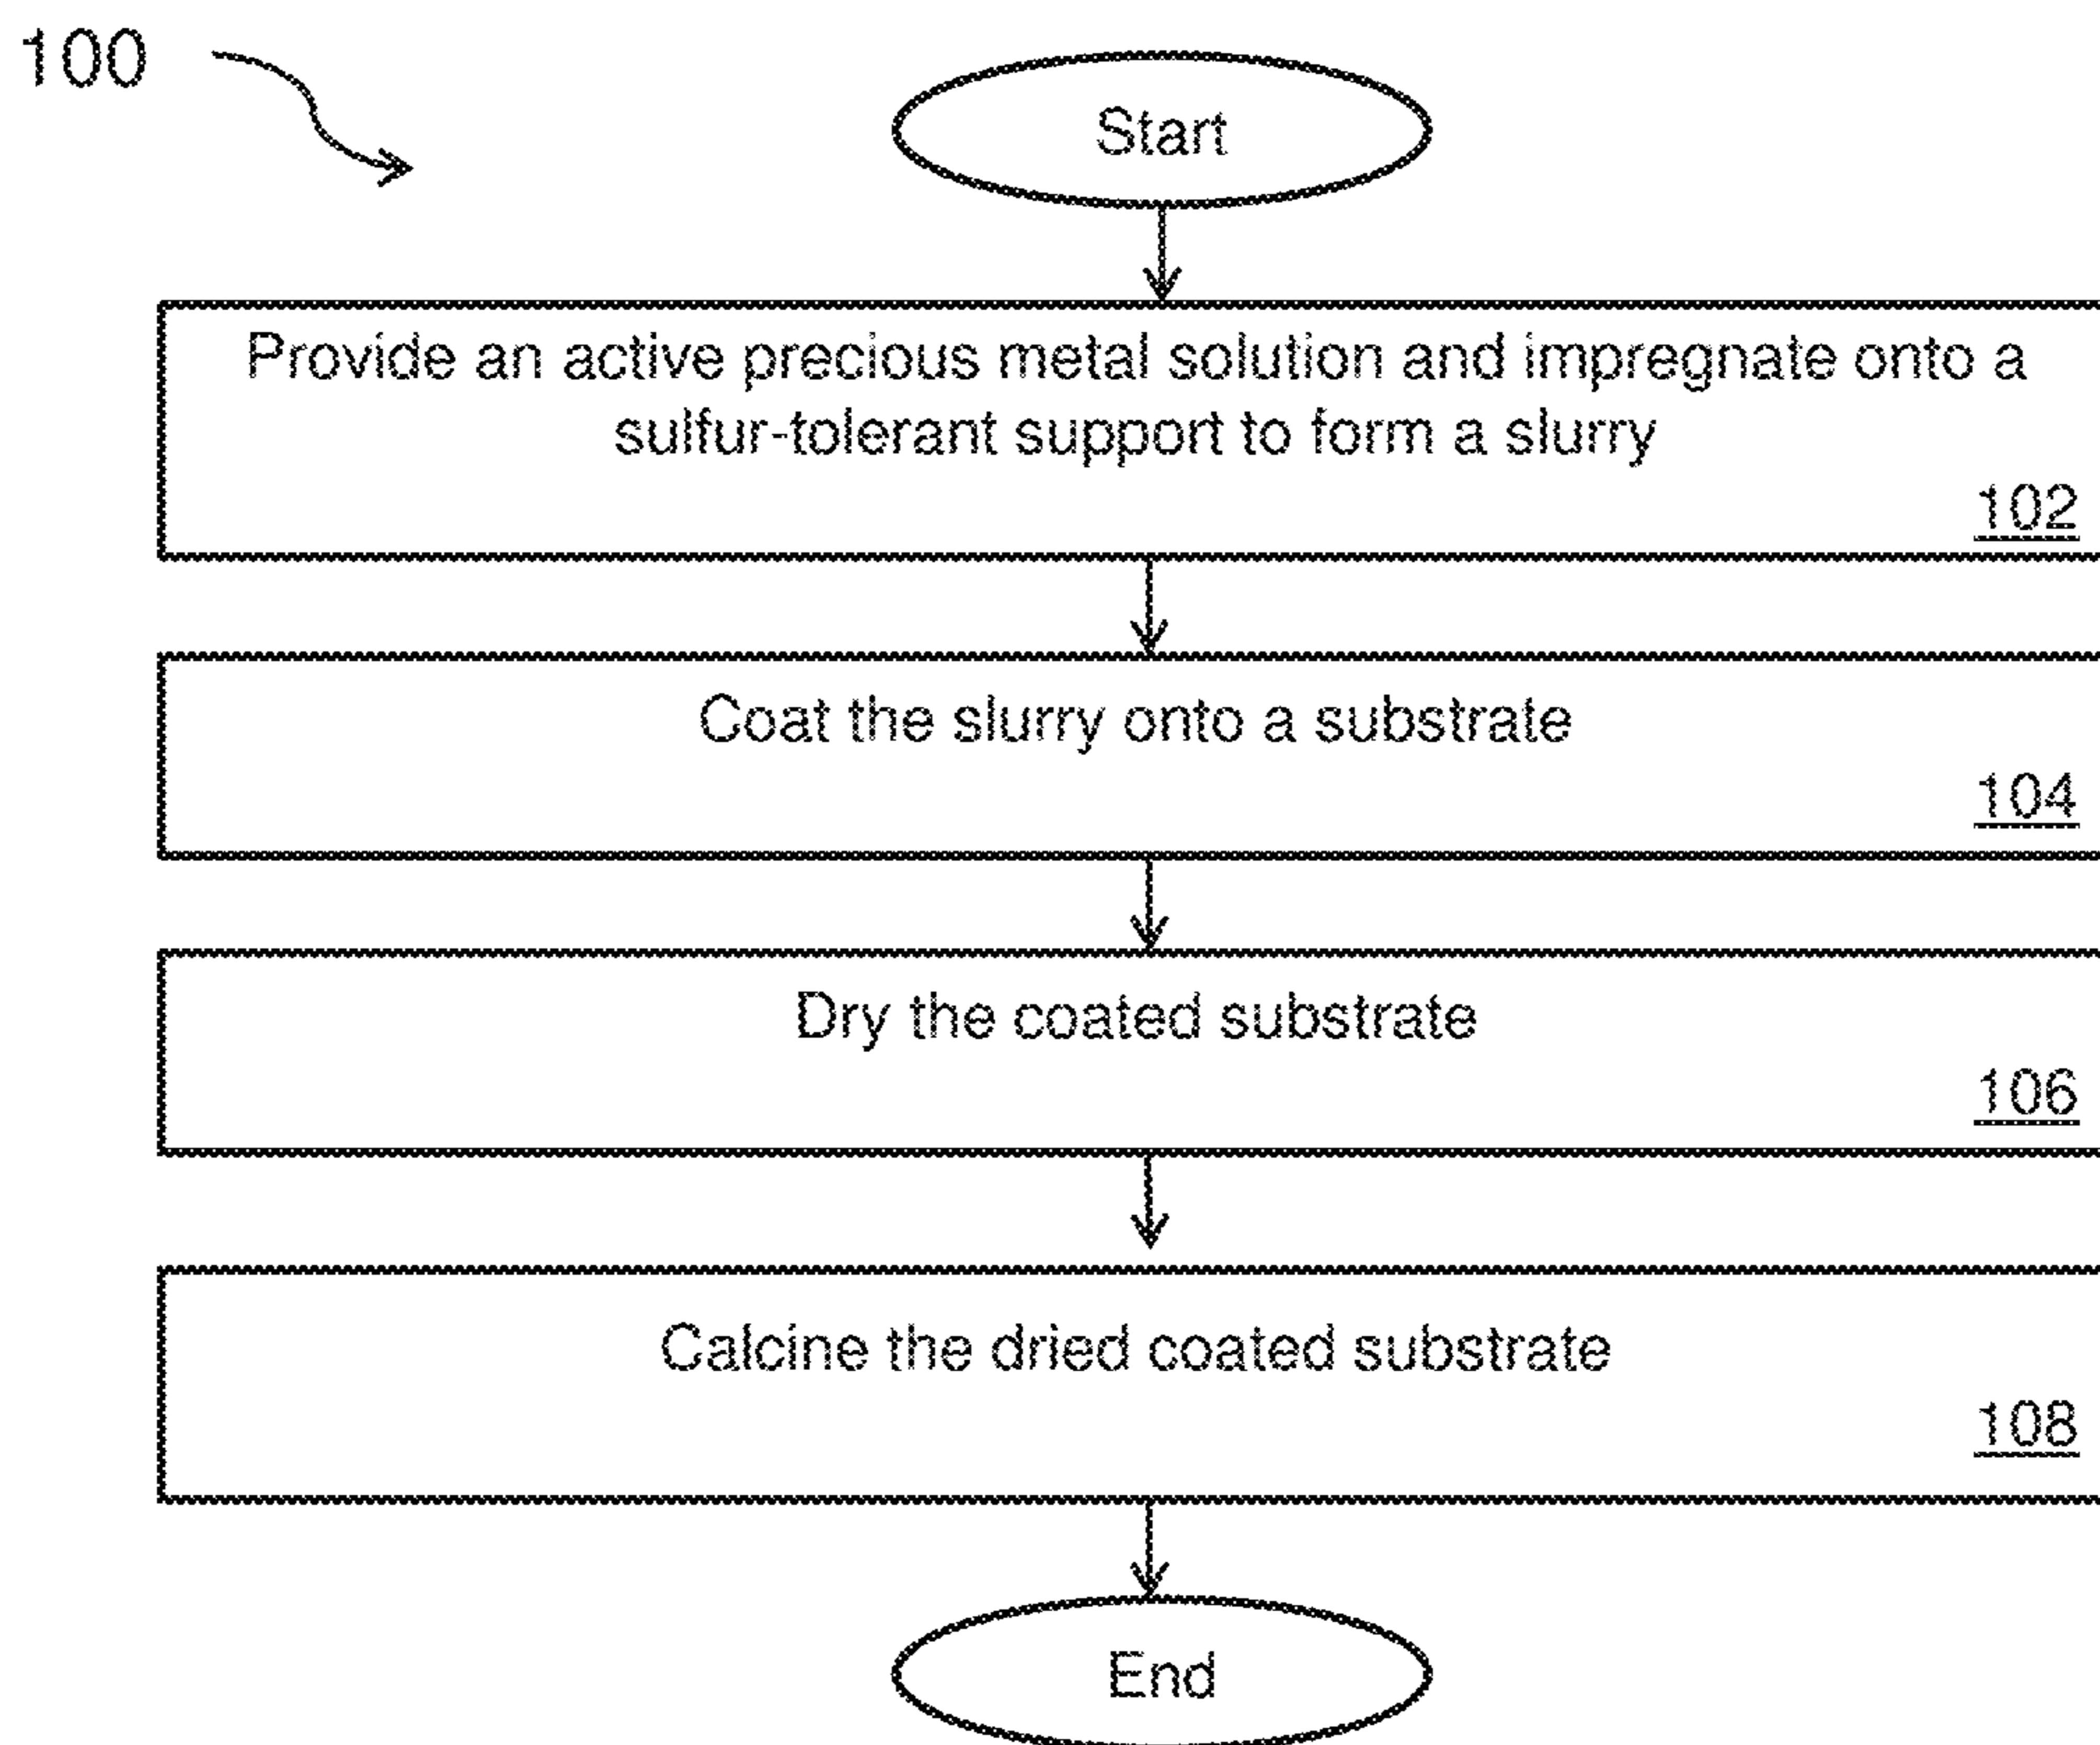 100
Start
Provide an active precious metal solution and impregnate onto a
sulfur-tolerant support to form a slurry
102
Coat the slurry onto a substrate
104
Dry the coated substrate
106
Calcine the dried coated substrate
108
End